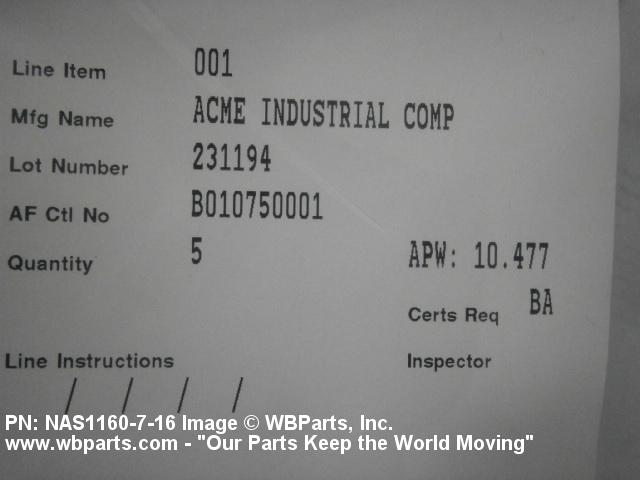 Line Item 001
Mfg Name ACME INDUSTRIAL COMP
Lot Number 231194
AF Ctl No B010750001
Quantity 5 APW: 10.477
Certs Req BA
Line Instructions Inspector
/ / / /
PN: NAS1160-7-16 Image © WBParts, Inc.
www.wbparts.com - "Our Parts Keep the World Moving"